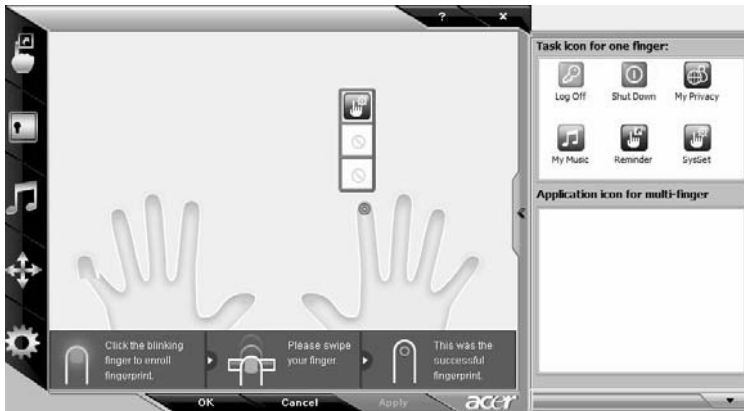 ? x
Task icon for one finger:
Log Off Shut Down My Privacy
My Music Reminder SysSet
Application icon for multi-finger
Click the blinking
finger to enroll
fingerprint.
Please swipe
your finger.
This was the
successful
fingerprint.
OK Cancel Apply acer